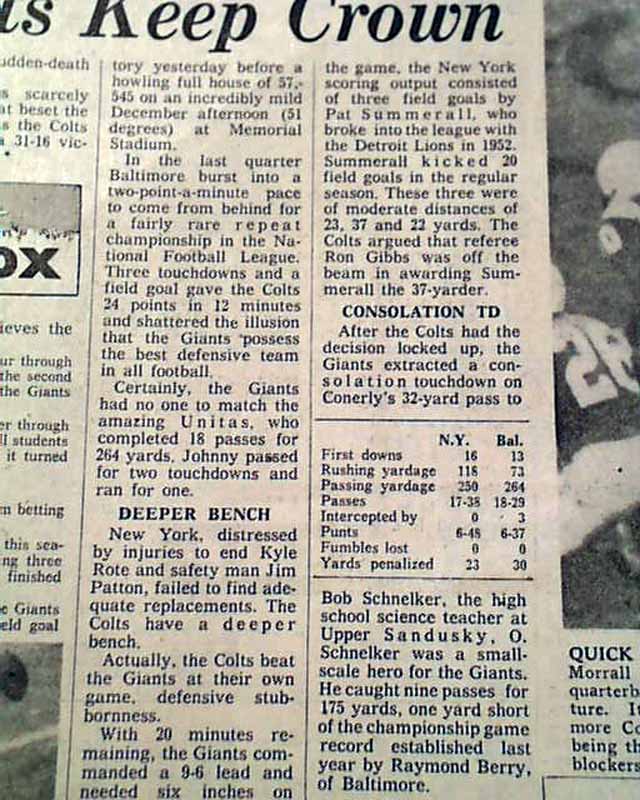 s Keep Crown
udden-death
s scarcely
at beset the
s the Colts
a 31-16 vic-
OX
ieves the
ur through
the second
the Giants
er through
ll students
it turned
m betting
this sea-
ng three
finished
e Giants
eld goal
tory yesterday before a
howling full house of 57,-
545 on an incredibly mild
December afternoon (51
degrees) at Memorial
Stadium.
In the last quarter
Baltimore burst into a
two-point-a-minute pace
to come from behind for
a fairly rare repeat
championship in the Na-
tional Football League.
Three touchdowns and a
field goal gave the Colts
24 points in 12 minutes
and shattered the illusion
that the Giants possess
the best defensive team
in all football.
Certainly, the Giants
had no one to match the
amazing Unitas, who
completed 18 passes for
264 yards. Johnny passed
for two touchdowns and
ran for one.
DEEPER BENCH
New York, distressed
by injuries to end Kyle
Rote and safety man Jim
Patton, failed to find ade-
quate replacements. The
Colts have a deeper
bench.
Actually, the Colts beat
the Giants at their own
game, defensive stub-
bornness.
With 20 minutes re-
maining, the Giants com-
manded a 9-6 lead and
needed six inches on
the game, the New York
scoring output consisted
of three field goals by
Pat Summerall, who
broke into the league with
the Detroit Lions in 1952.
Summerall kicked 20
field goals in the regular
season. These three were
of moderate distances of
23, 37 and 22 yards. The
Colts argued that referee
Ron Gibbs was off the
beam in awarding Sum-
merall the 37-yarder.
CONSOLATION TD
After the Colts had the
decision locked up, the
Giants extracted a con-
solation touchdown on
Conerly's 32-yard pass to
N.Y. Bal.
First downs 16 13
Rushing yardage 118 73
Passing yardage 250 264
Passes 17-38 18-29
Intercepted by 0 3
Punts 6-48 6-37
Fumbles lost 0 0
Yards penalized 23 30
Bob Schnelker, the high
school science teacher at
Upper Sandusky, O.
Schnelker was a small-
scale hero for the Giants.
He caught nine passes for
175 yards, one yard short
of the championship game
record established last
year by Raymond Berry,
of Baltimore.
QUICK
Morrall
quarterb
ture. It
more Co
being th
blockers